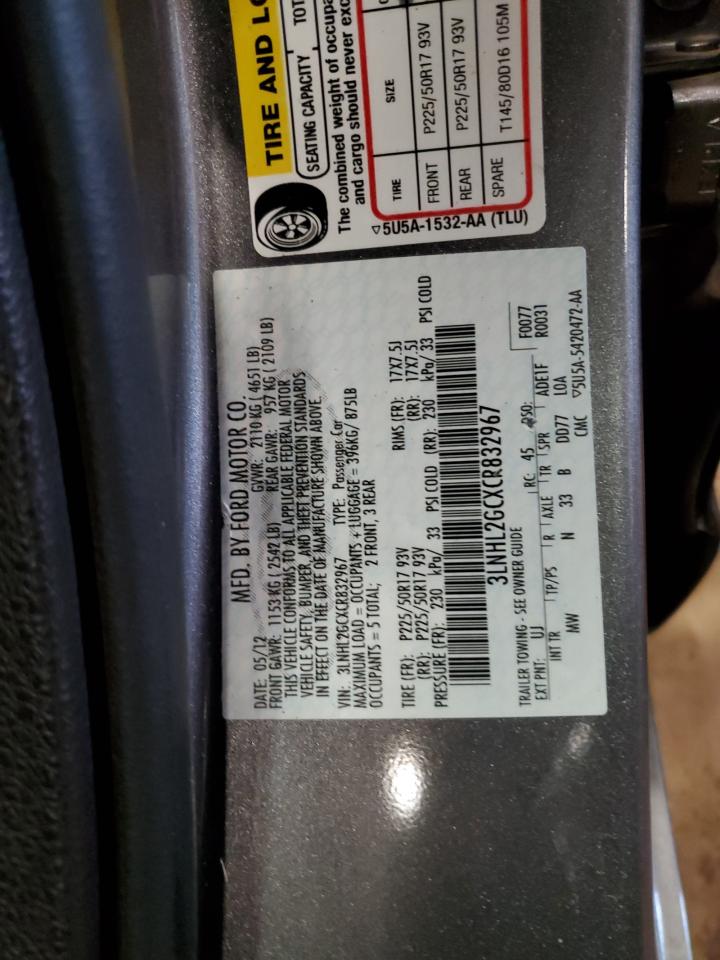 TIRE AND LO
SEATING CAPACITY TOT
The combined weight of occupa
and cargo should never exc
TIRE SIZE
FRONT P225/50R17 93V
REAR P225/50R17 93V
SPARE T145/80D16 105M
▽5U5A-1532-AA (TLU)
MFD. BY FORD MOTOR CO.
DATE: 05/12 GVWR: 2110 KG ( 4651 LB)
FRONT GAWR: 1153 KG ( 2542 LB) REAR GAWR: 957 KG ( 2109 LB)
THIS VEHICLE CONFORMS TO ALL APPLICABLE FEDERAL MOTOR
VEHICLE SAFETY, BUMPER, AND THEFT PREVENTION STANDARDS
IN EFFECT ON THE DATE OF MANUFACTURE SHOWN ABOVE.
VIN: 3LNHL2GCXCR832967 TYPE: Passenger Car
MAXIMUM LOAD = OCCUPANTS + LUGGAGE = 396KG/ 875LB
OCCUPANTS = 5 TOTAL; 2 FRONT, 3 REAR
TIRE (FR): P225/50R17 93V RIMS (FR): 17X7.5J
(RR): P225/50R17 93V (RR): 17X7.5J
PRESSURE (FR): 230 kPa/ 33 PSI COLD (RR): 230 kPa/ 33 PSI COLD
3LNHL2GCXCR832967
TRAILER TOWING - SEE OWNER GUIDE
EXT PNT: UJ RC: 45 DSO: F0077
R0031
INT TR TP/PS R AXLE TR SPR ADE1F
MW N 33 B DD77 LOA
CMC ▽5U5A-5420472-AA